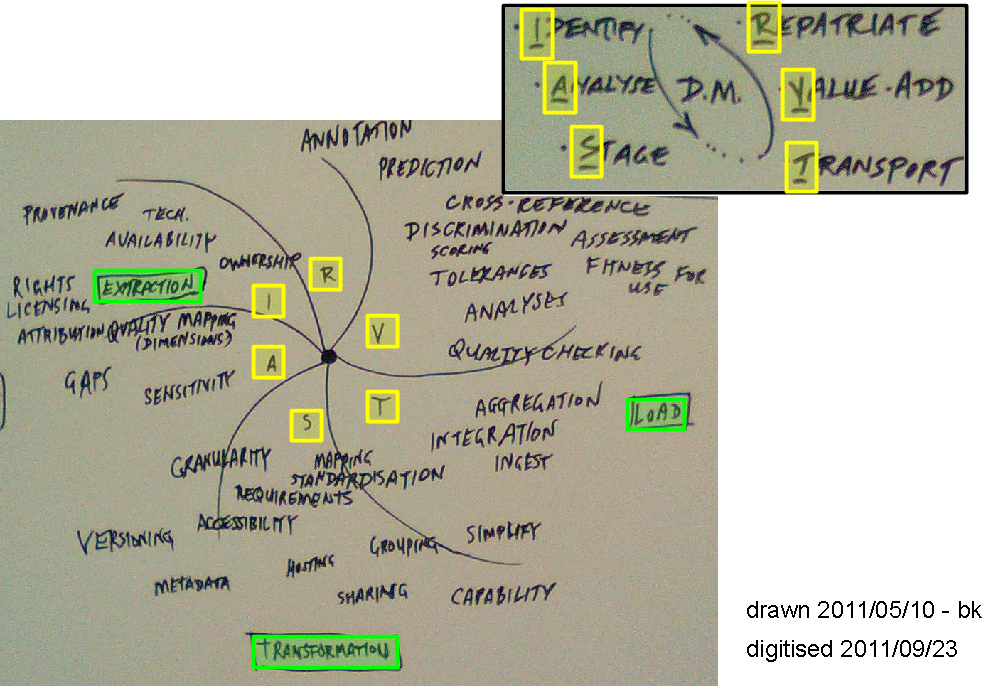 · IDENTIFY
· REPATRIATE
· ANALYSE
D.M.
· VALUE·ADD
· STAGE
· TRANSPORT
ANNOTATION
PREDICTION
PROVENANCE
TECH.
AVAILABILITY
CROSS-REFERENCE
DISCRIMINATION
SCORING
ASSESSMENT
OWNERSHIP
R
TOLERANCES
FITNESS FOR
USE
RIGHTS
LICENSING
EXTRACTION
I
ANALYSES
ATTRIBUTION
QUALITY MAPPING
(DIMENSIONS)
V
QUALITY CHECKING
A
GAPS
SENSITIVITY
S
T
AGGREGATION
LOAD
INTEGRATION
INGEST
GRANULARITY
MAPPING
STANDARDISATION
REQUIREMENTS
ACCESSIBILITY
VERSIONING
SIMPLIFY
GROUPING
HOSTING
METADATA
SHARING
CAPABILITY
TRANSFORMATION
drawn 2011/05/10 - bk
digitised 2011/09/23